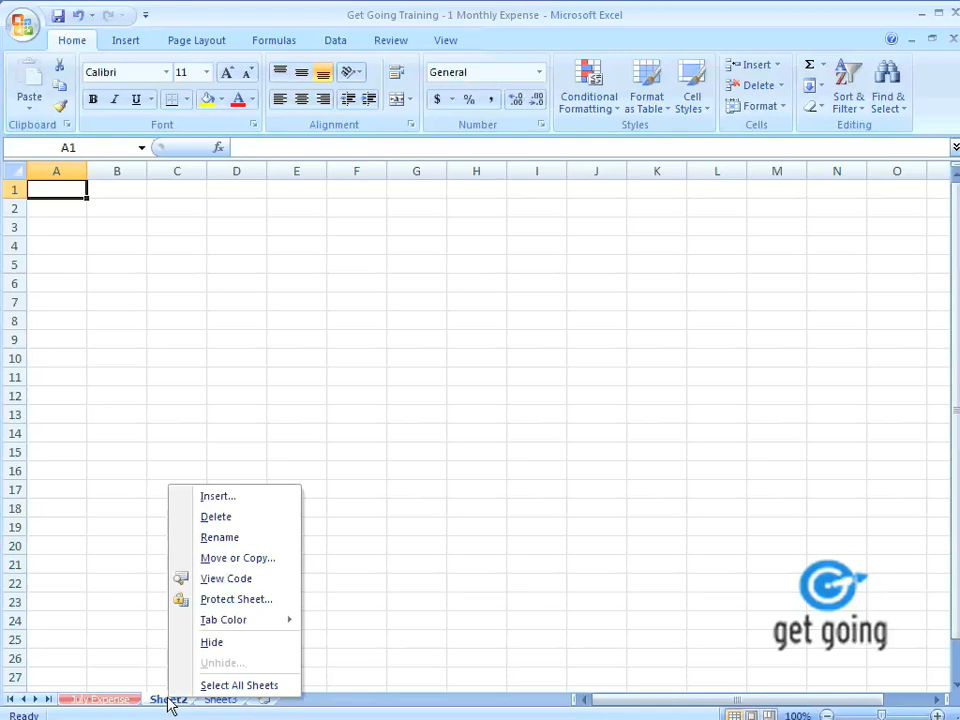 Get Going Training - 1 Monthly Expense - Microsoft Excel
Home Insert Page Layout Formulas Data Review View
Calibri 11 General Insert Σ
Paste B I U A $ % , Conditional Formatting Format as Table Cell Styles Delete Sort & Filter Find & Select
Format
Clipboard Font Alignment Number Styles Cells Editing
A1 fx
A B C D E F G H I J K L M N O
1
2
3
4
5
6
7
8
9
10
11
12
13
14
15
16
17
18
19
20
21
22
23
24
25
26
27
Insert...
Delete
Rename
Move or Copy...
View Code
Protect Sheet...
Tab Color
Hide
Unhide...
Select All Sheets
get going
July Expense Sheet2 Sheet3
Ready 100%